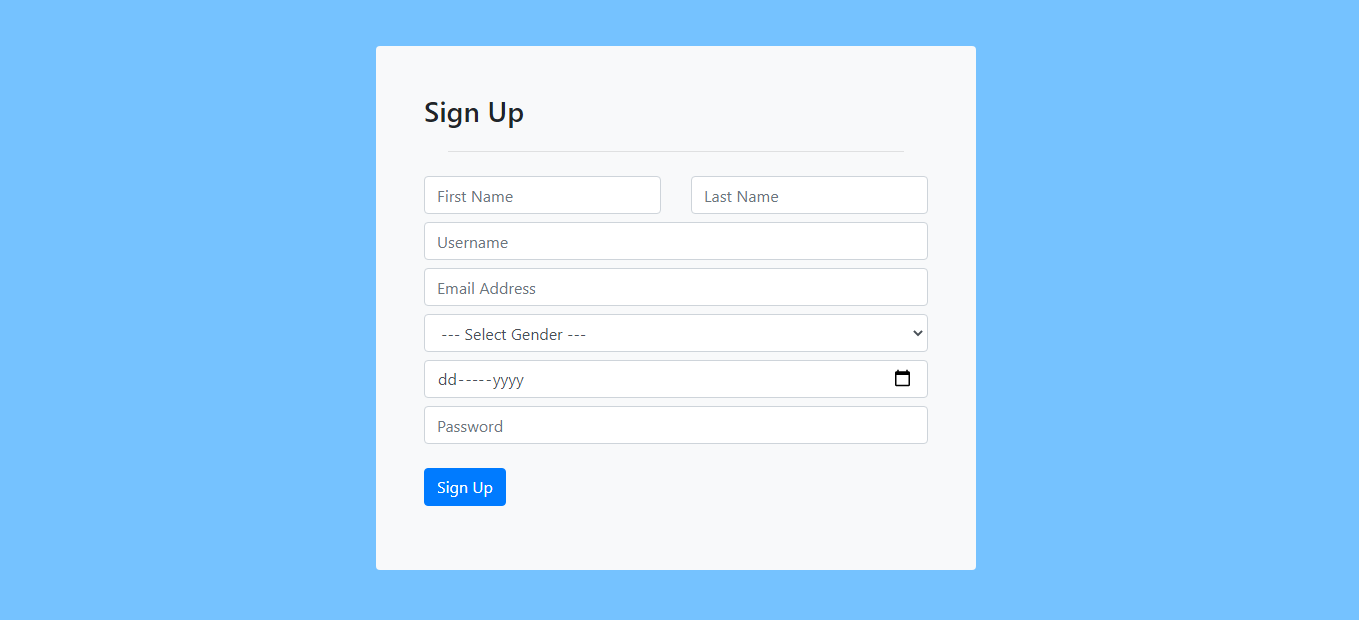 Sign Up
First Name Last Name
Username
Email Address
--- Select Gender ---
dd-----yyyy
Password
Sign Up